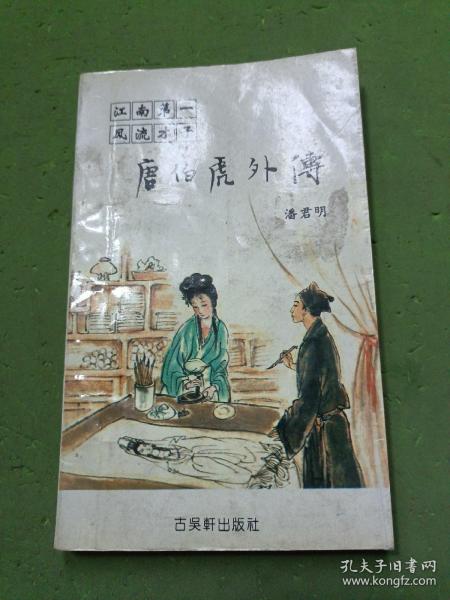 江南第一
风流才子
唐伯虎外傳
潘君明
古吴軒出版社
孔夫子旧书网
www.kongfz.com